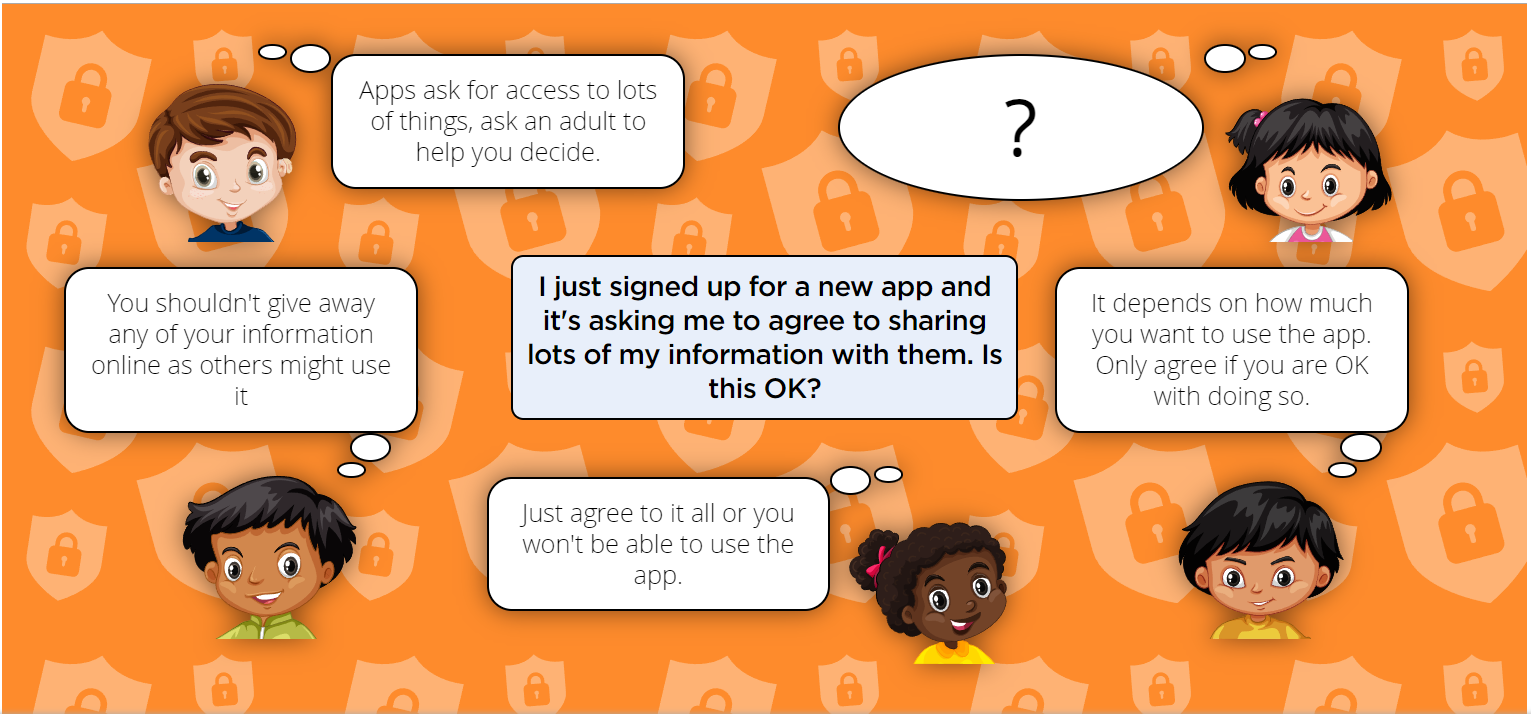 Apps ask for access to lots
of things, ask an adult to
help you decide.
?
You shouldn't give away
any of your information
online as others might use
it
I just signed up for a new app and
it's asking me to agree to sharing
lots of my information with them. Is
this OK?
It depends on how much
you want to use the app.
Only agree if you are OK
with doing so.
Just agree to it all or you
won't be able to use the
app.